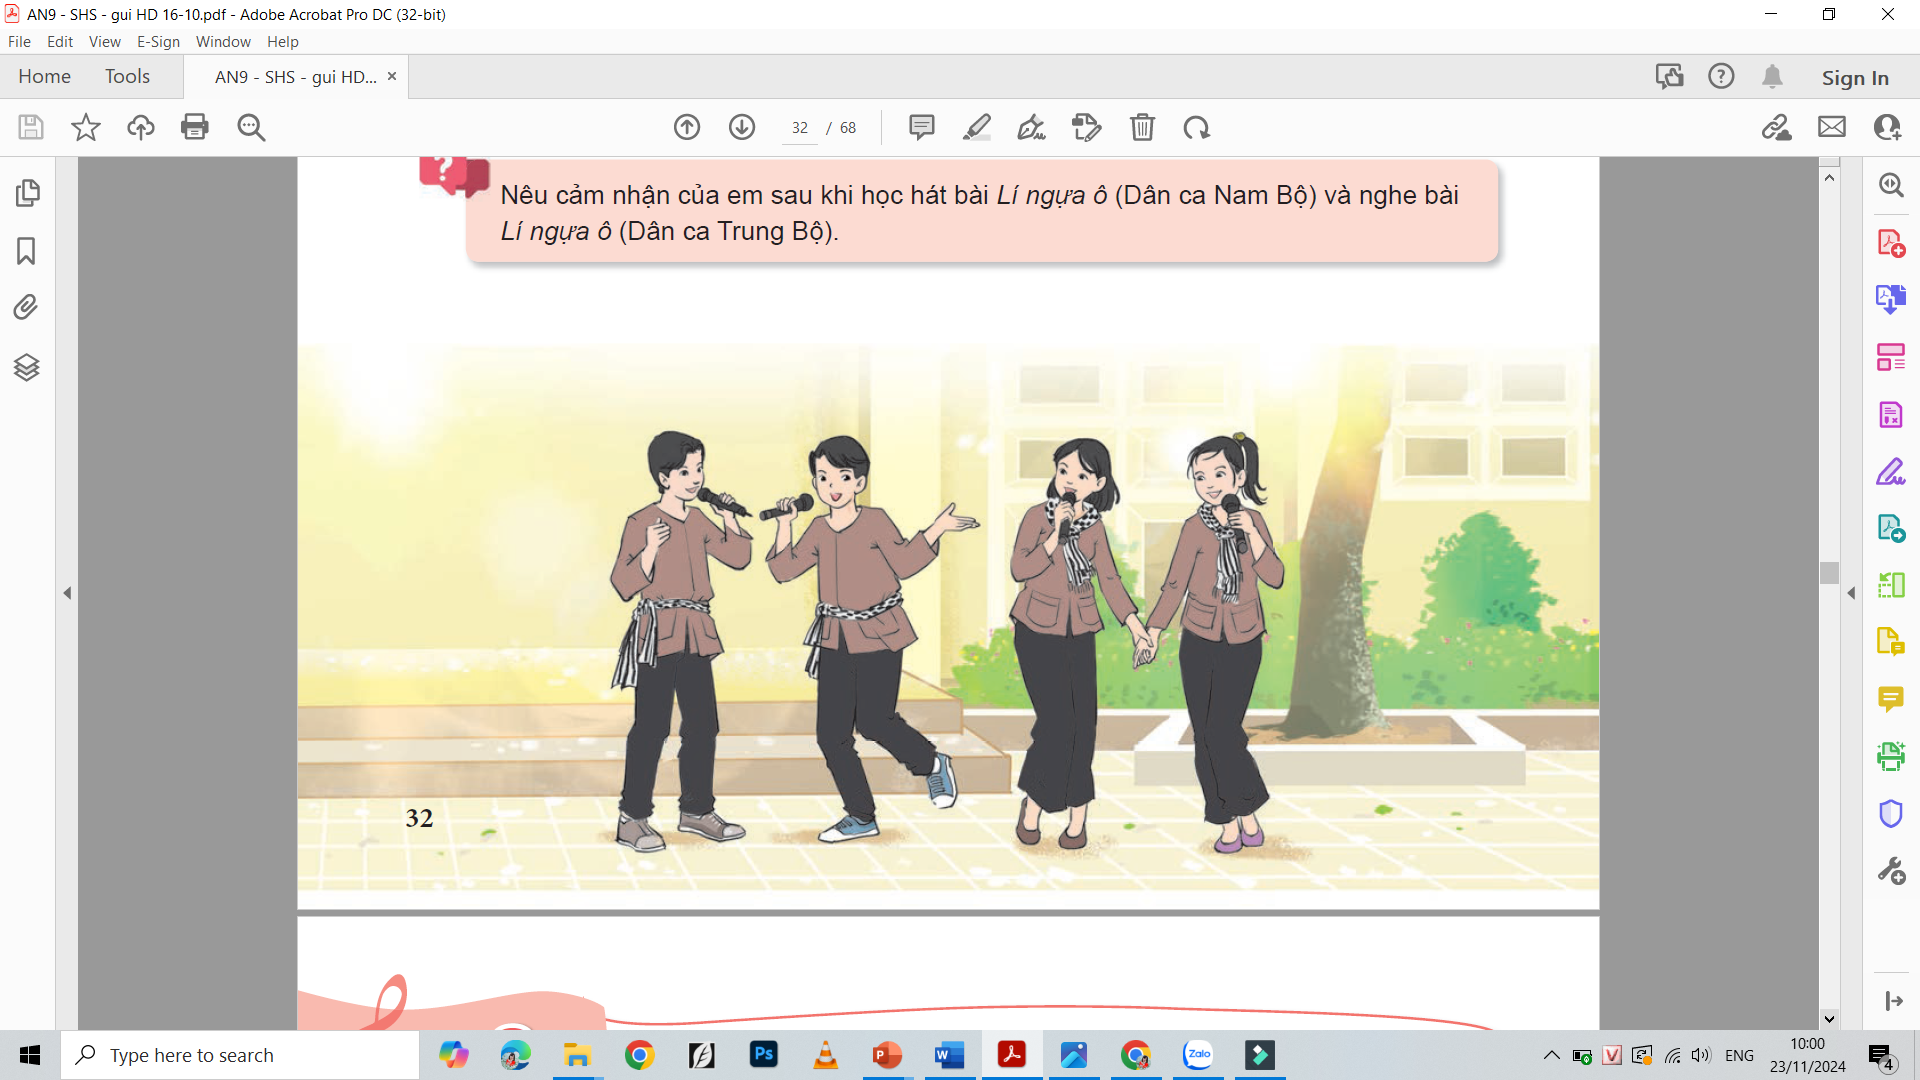 AN9 - SHS - gui HD 16-10.pdf - Adobe Acrobat Pro DC (32-bit)
File Edit View E-Sign Window Help
Home Tools AN9 - SHS - gui HD... × Sign In
32 / 68
?
Nêu cảm nhận của em sau khi học hát bài Lí ngựa ô (Dân ca Nam Bộ) và nghe bài
Lí ngựa ô (Dân ca Trung Bộ).
32
Type here to search
Ps
P
W
Zalo
V
ENG
10:00
23/11/2024
4